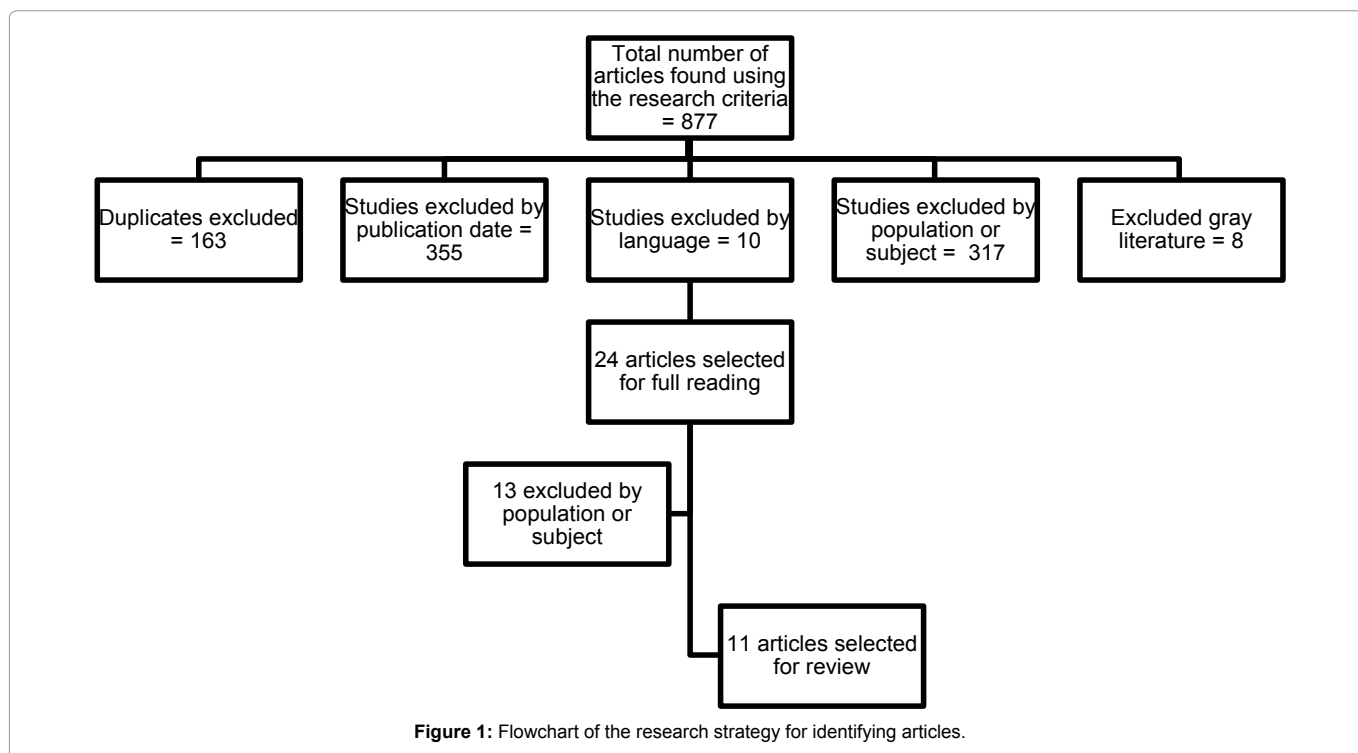 Total number of
articles found using
the research criteria
= 877
Duplicates excluded
= 163
Studies excluded by
publication date =
355
Studies excluded by
language = 10
Studies excluded by
population or
subject =  317
Excluded gray
literature = 8
24 articles selected
for full reading
13 excluded by
population or
subject
11 articles selected
for review
Figure 1: Flowchart of the research strategy for identifying articles.